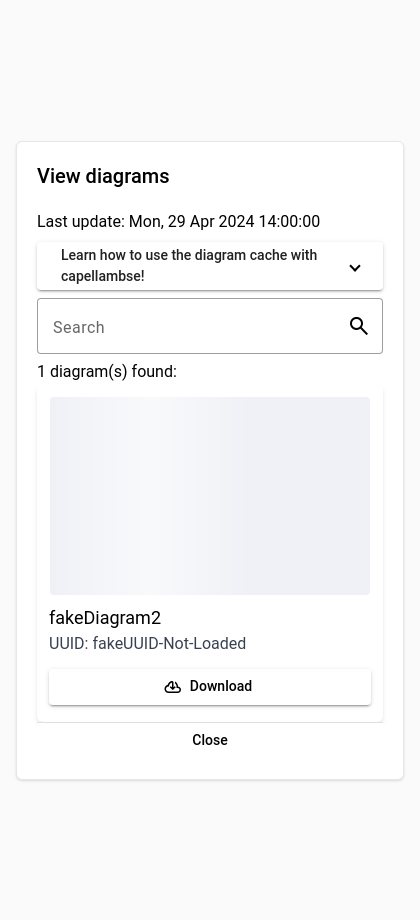 View diagrams
Last update: Mon, 29 Apr 2024 14:00:00
Learn how to use the diagram cache with
capellambse!
Search
1 diagram(s) found:
fakeDiagram2
UUID: fakeUUID-Not-Loaded
Download
Close